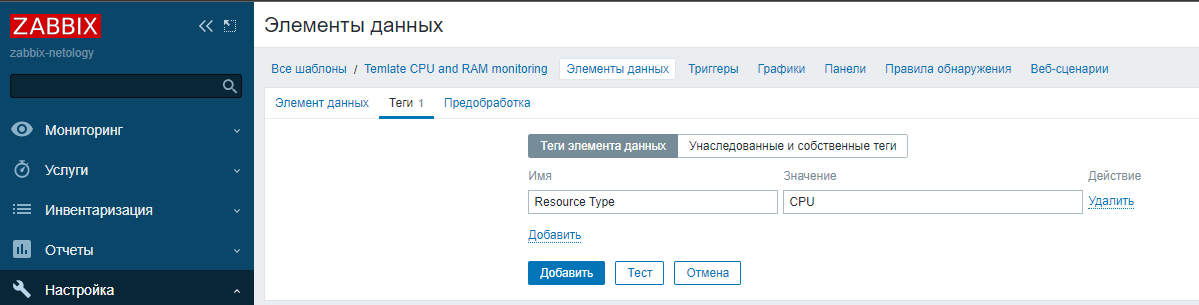 ZABBIX
zabbix-netology
Мониторинг
Услуги
Инвентаризация
Отчеты
Настройка
Элементы данных
Все шаблоны / Temlate CPU and RAM monitoring Элементы данных Триггеры Графики Панели Правила обнаружения Веб-сценарии
Элемент данных Теги 1 Предобработка
Теги элемента данных Унаследованные и собственные теги
Имя Значение Действие
Resource Type CPU Удалить
Добавить
Добавить Тест Отмена